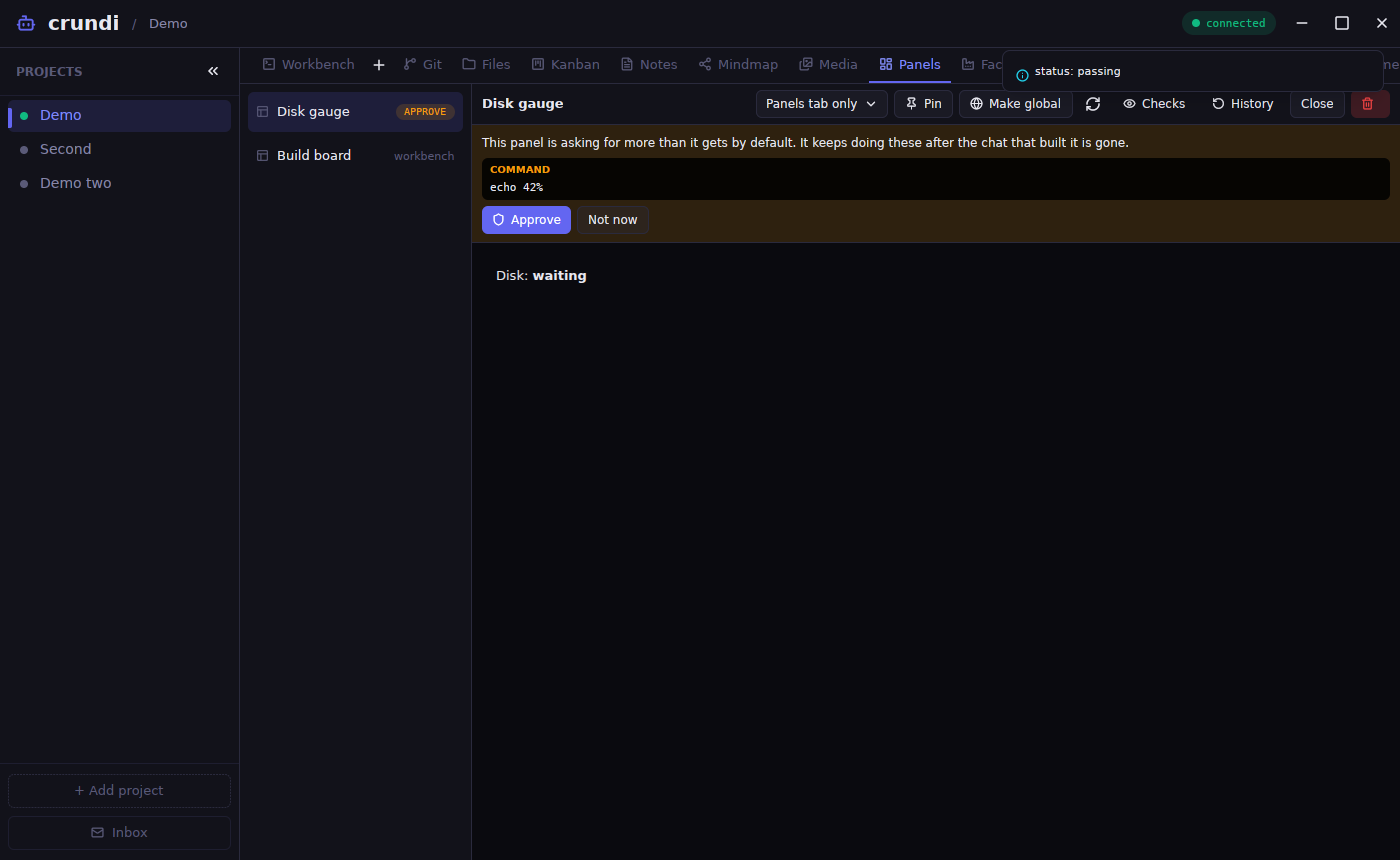 crundi / Demo
connected
PROJECTS
Workbench
Git
Files
Kanban
Notes
Mindmap
Media
Panels
Fac
status: passing
me
Demo
Second
Demo two
Disk gauge
APPROVE
Build board
workbench
Disk gauge
Panels tab only
Pin
Make global
Checks
History
Close
This panel is asking for more than it gets by default. It keeps doing these after the chat that built it is gone.
COMMAND
echo 42%
Approve
Not now
Disk: waiting
+ Add project
Inbox